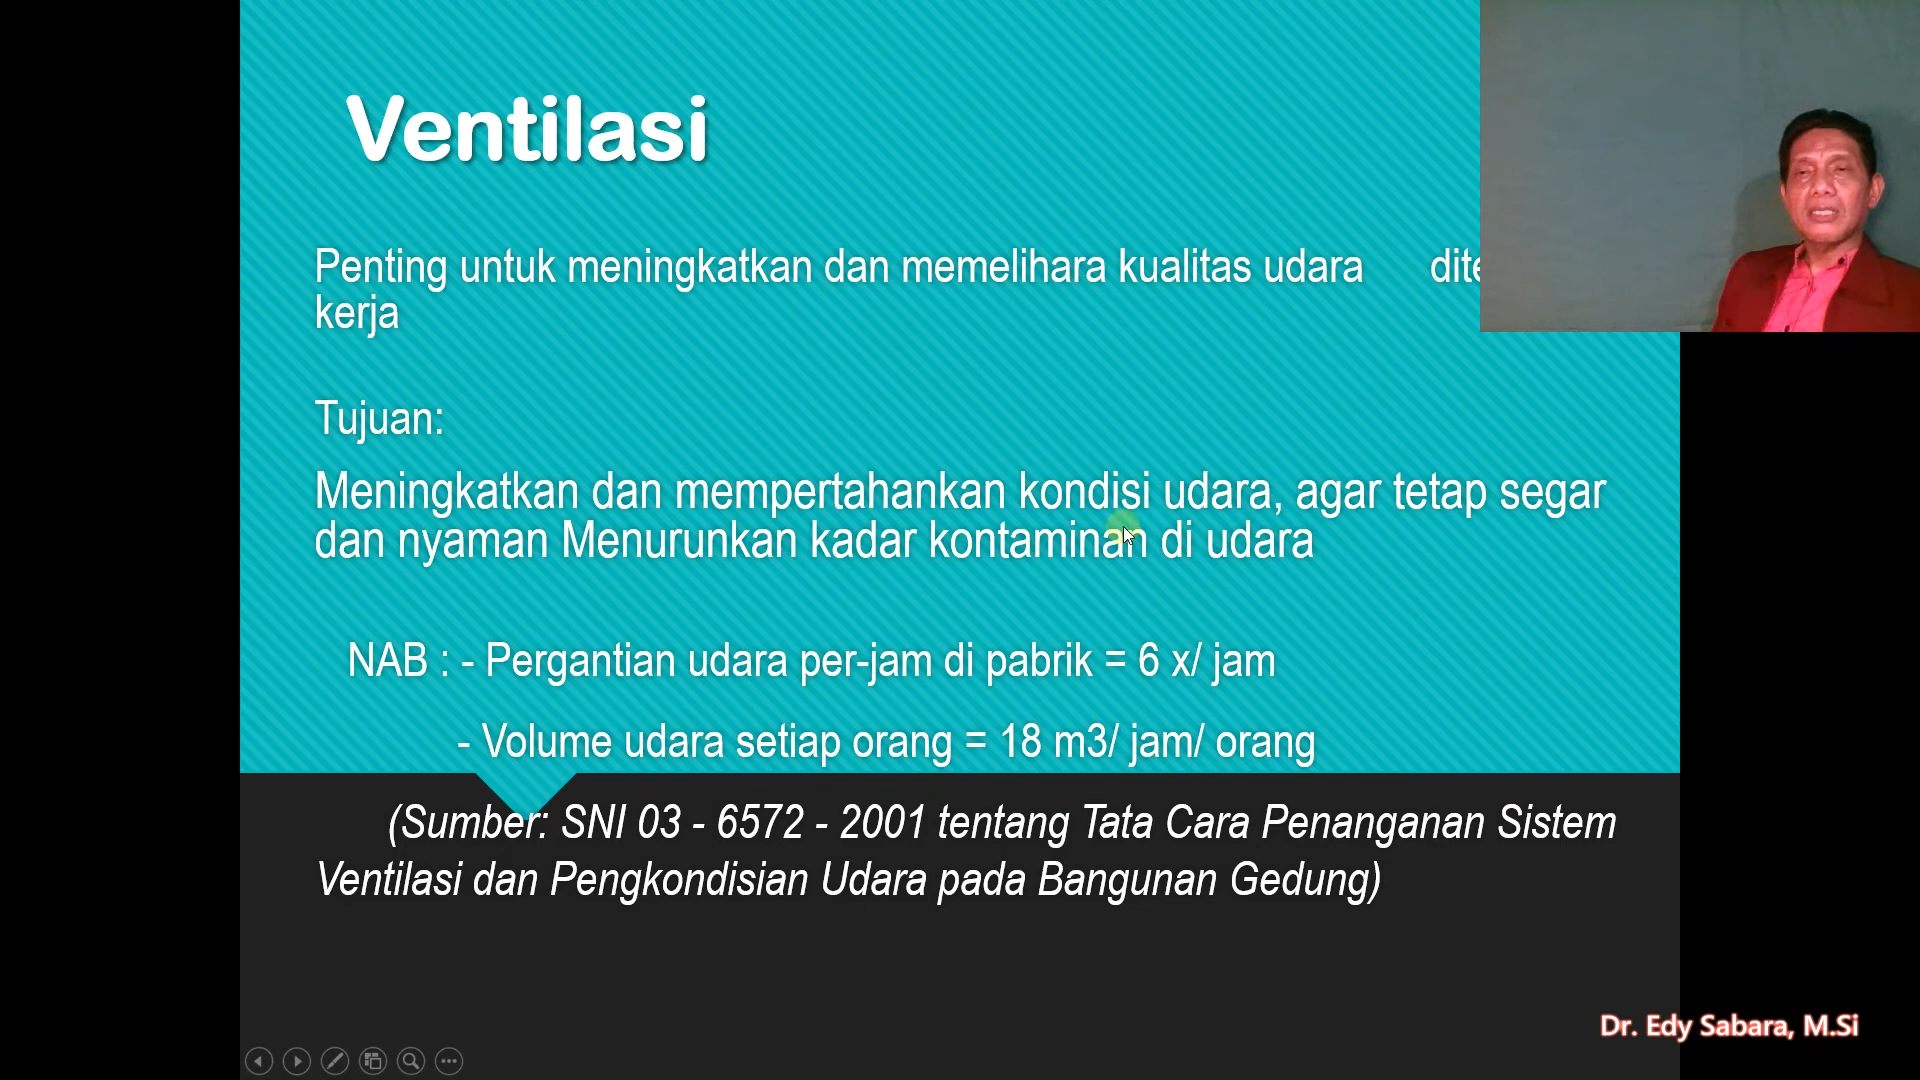 Ventilasi
Penting untuk meningkatkan dan memelihara kualitas udara
kerja
Tujuan:
Meningkatkan dan mempertahankan kondisi udara, agar tetap segar
dan nyaman Menurunkan kadar kontaminan di udara
NAB : - Pergantian udara per-jam di pabrik = 6 x/ jam
- Volume udara setiap orang = 18 m3/ jam/ orang
(Sumber: SNI 03 - 6572 - 2001 tentang Tata Cara Penanganan Sistem
Ventilasi dan Pengkondisian Udara pada Bangunan Gedung)
Dr. Edy Sabara, M.Si